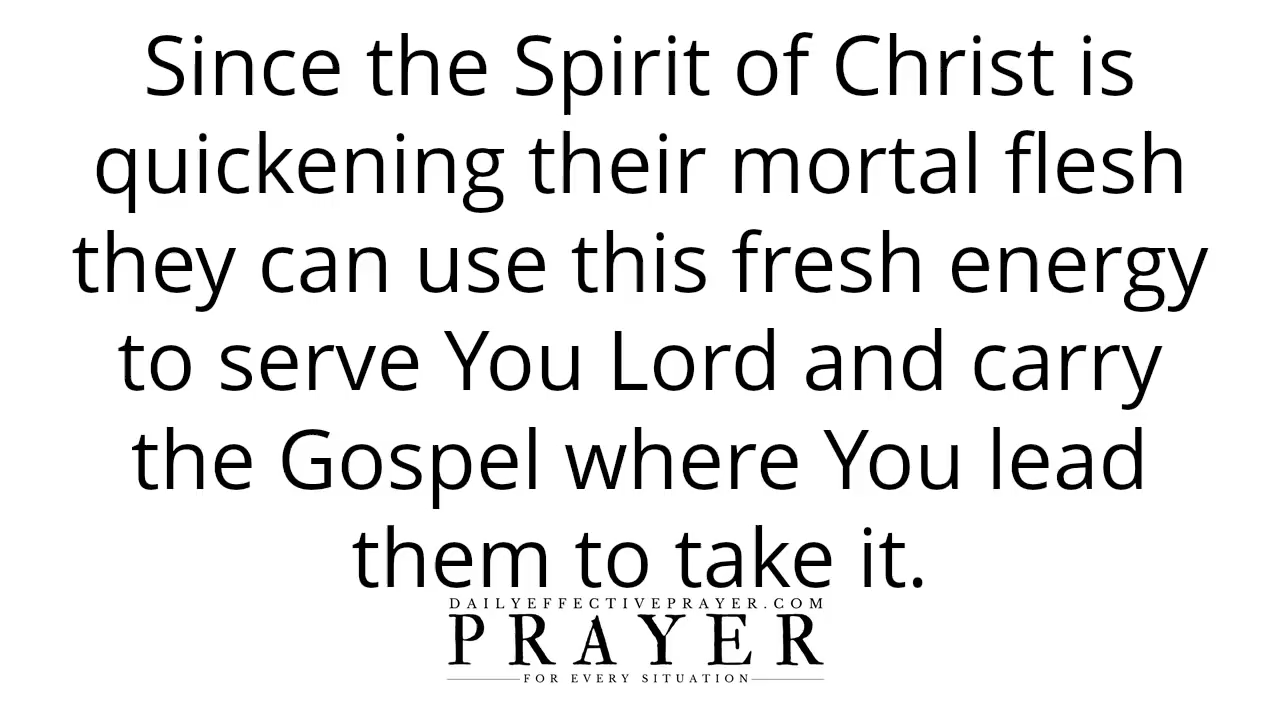 Since the Spirit of Christ is
quickening their mortal flesh
they can use this fresh energy
to serve You Lord and carry
the Gospel where You lead
them to take it.
DAILYEFFECTIVEPRAYER.COM
PRAYER
FOR EVERY SITUATION